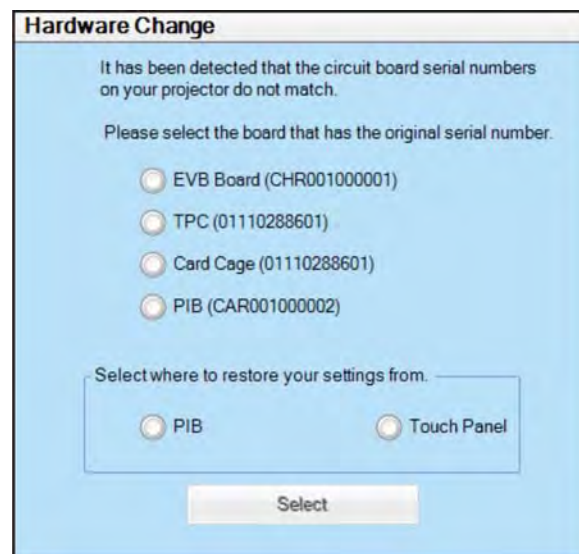 Hardware Change
It has been detected that the circuit board serial numbers
on your projector do not match.
Please select the board that has the original serial number.
EVB Board (CHR001000001)
TPC (01110288601)
Card Cage (01110288601)
PIB (CAR001000002)
Select where to restore your settings from.
PIB Touch Panel
Select